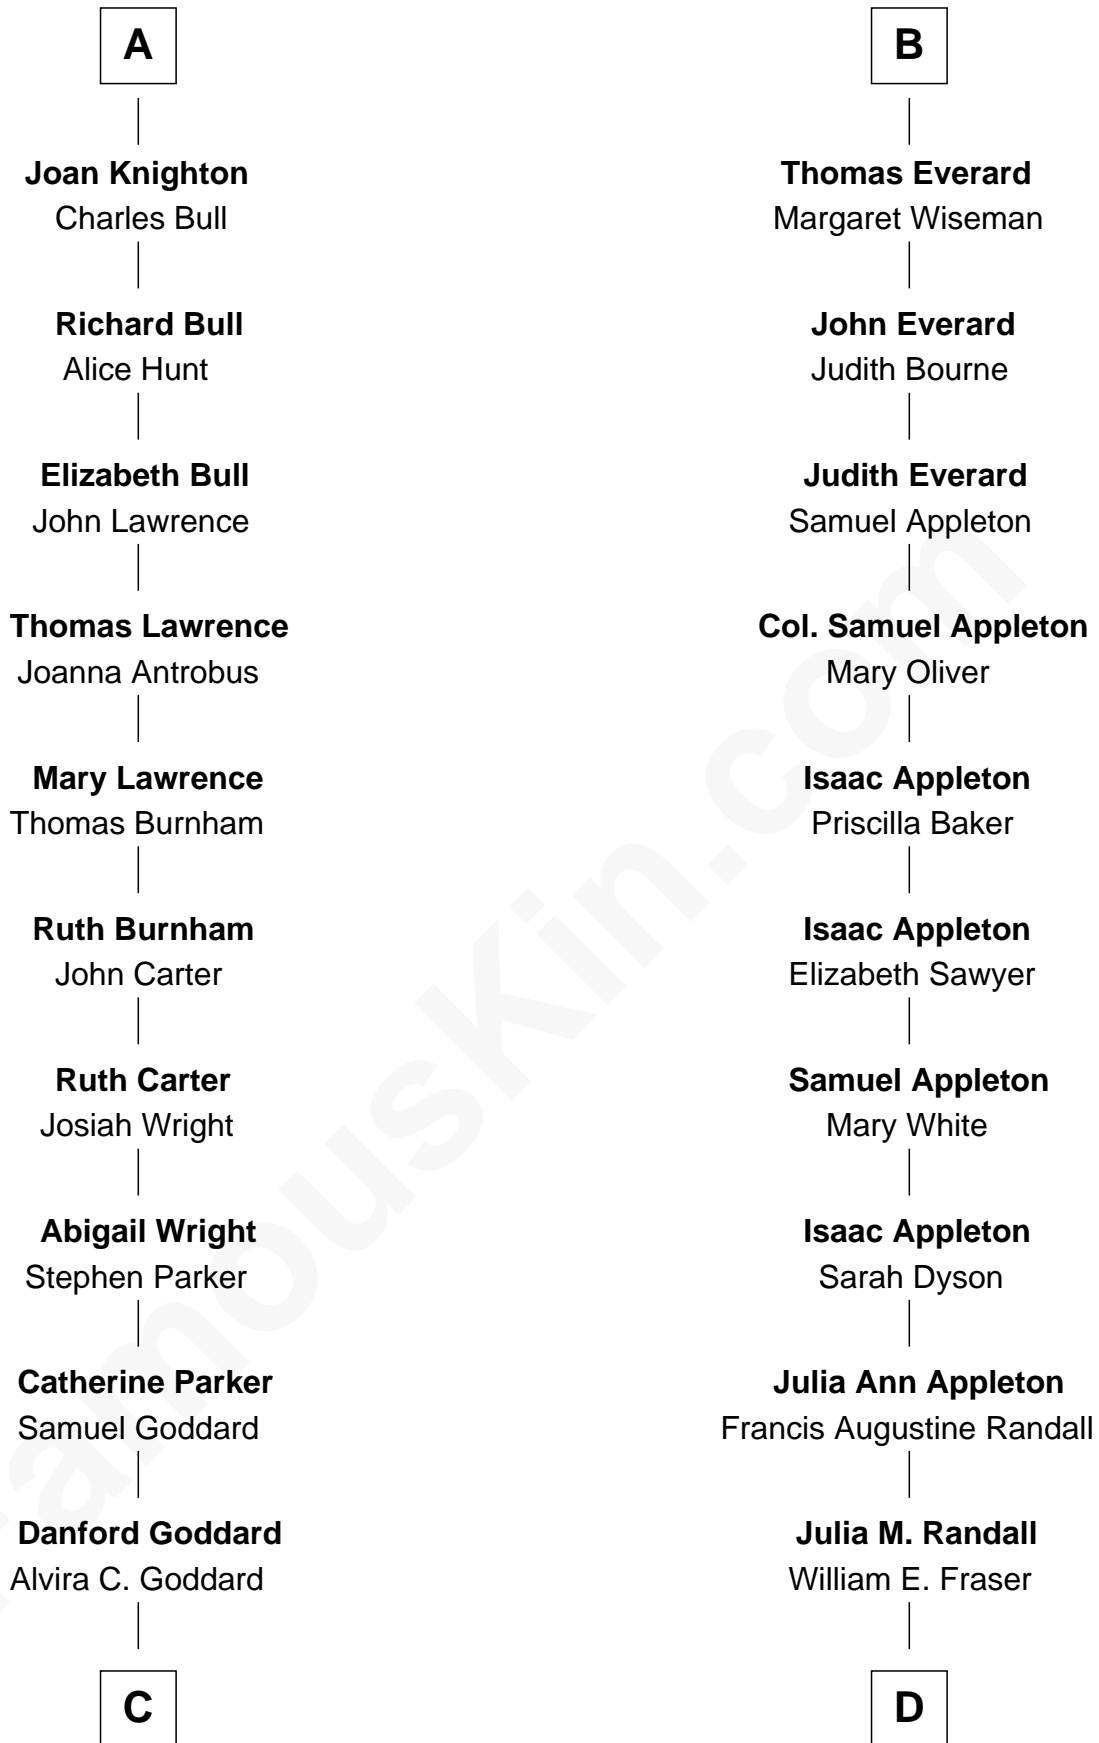 A
Joan Knighton
Charles Bull
Richard Bull
Alice Hunt
Elizabeth Bull
John Lawrence
Thomas Lawrence
Joanna Antrobus
Mary Lawrence
Thomas Burnham
Ruth Burnham
John Carter
Ruth Carter
Josiah Wright
Abigail Wright
Stephen Parker
Catherine Parker
Samuel Goddard
Danford Goddard
Alvira C. Goddard
C
B
Thomas Everard
Margaret Wiseman
John Everard
Judith Bourne
Judith Everard
Samuel Appleton
Col. Samuel Appleton
Mary Oliver
Isaac Appleton
Priscilla Baker
Isaac Appleton
Elizabeth Sawyer
Samuel Appleton
Mary White
Isaac Appleton
Sarah Dyson
Julia Ann Appleton
Francis Augustine Randall
Julia M. Randall
William E. Fraser
D
FamousKin.com